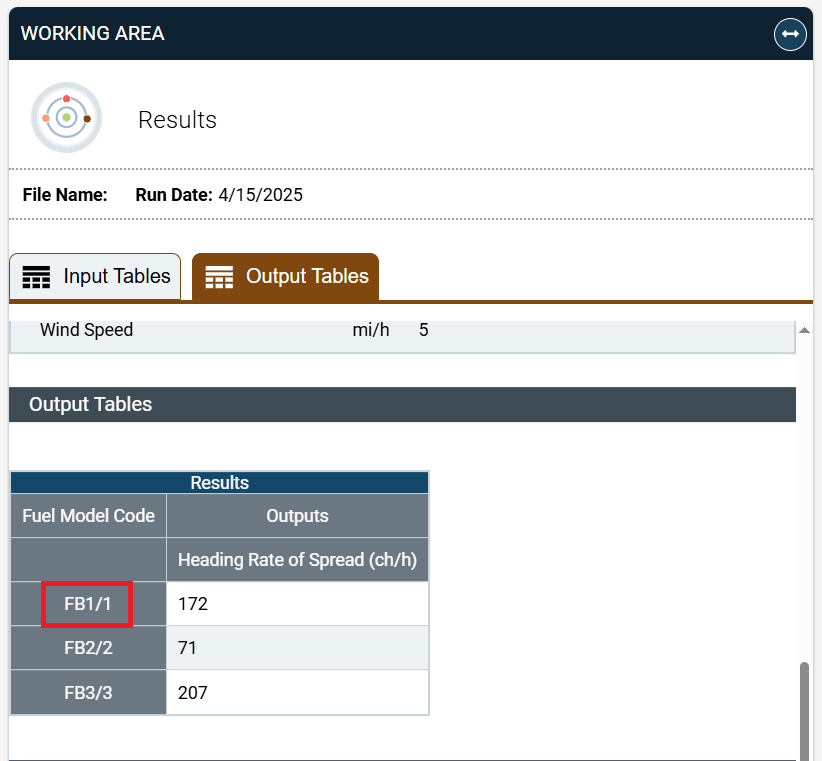 WORKING AREA
Results
File Name: Run Date: 4/15/2025
Input Tables Output Tables
Wind Speed mi/h 5
Output Tables
Results
Fuel Model Code Outputs
Heading Rate of Spread (ch/h)
FB1/1 172
FB2/2 71
FB3/3 207